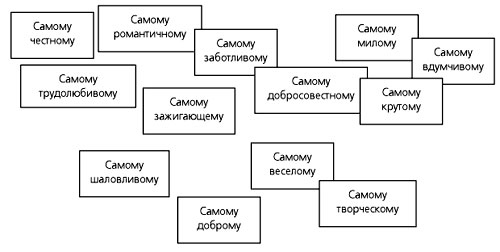 Самому
честному
Самому
романтичному
Самому
заботливому
Самому
милому
Самому
вдумчивому
Самому
трудолюбивому
Самому
зажигающему
Самому
добросовестному
Самому
крутому
Самому
шаловливому
Самому
веселому
Самому
доброму
Самому
творческому